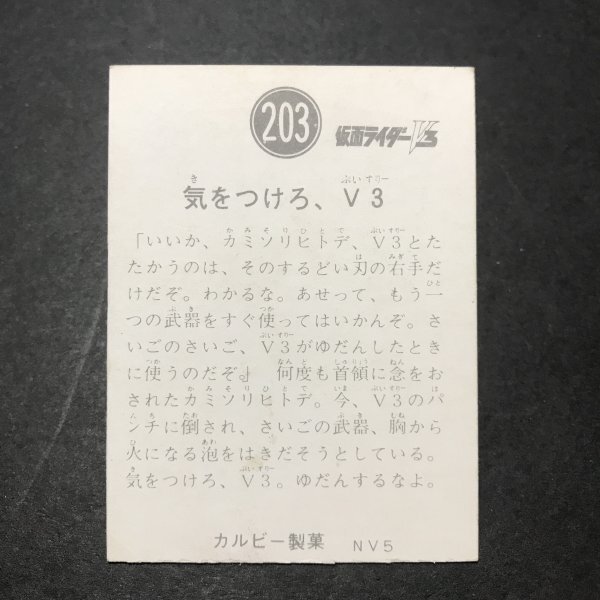 203
仮面ライダーV3
気をつけろ、V3
「いいか、カミソリヒトデ、V3とた
たかうのは、そのするどい刃の右手だ
けだぞ。わかるな。あせって、もう一
つの武器をすぐ使ってはいかんぞ。さ
いごのさいご、V3がゆだんしたとき
に使うのだぞ』 何度も首領に念をお
されたカミソリヒトデ。今、V3のパ
ンチに倒され、さいごの武器、胸から
火になる泡をはきだそうとしている。
気をつけろ、V3。ゆだんするなよ。
カルビー製菓 NV5